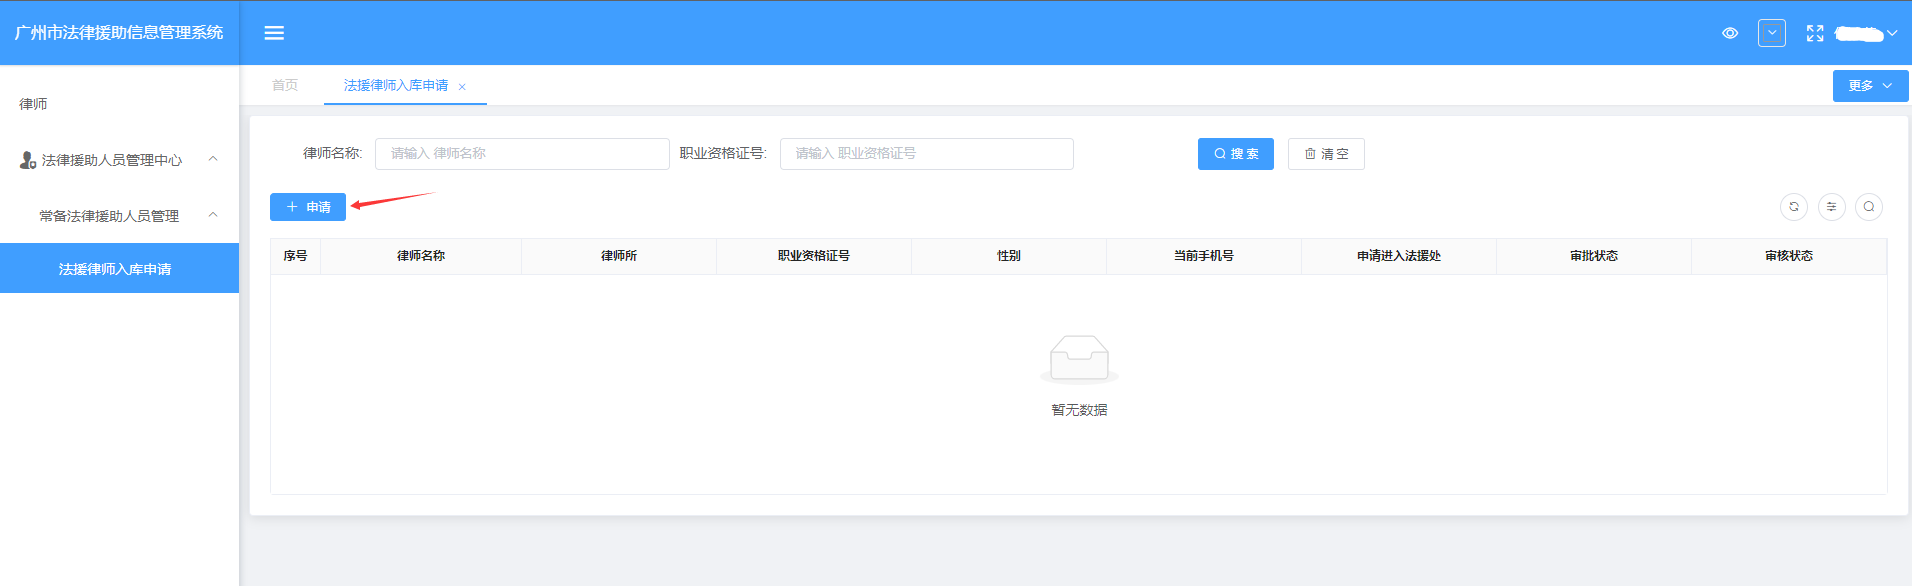 广州市法律援助信息管理系统
首页 法援律师入库申请 更多
律师
法律援助人员管理中心
常备法律援助人员管理
法援律师入库申请
律师名称: 请输入 律师名称 职业资格证号: 请输入 职业资格证号 搜 索 清 空
申请
序号 律师名称 律师所 职业资格证号 性别 当前手机号 申请进入法援处 审批状态 审核状态
暂无数据